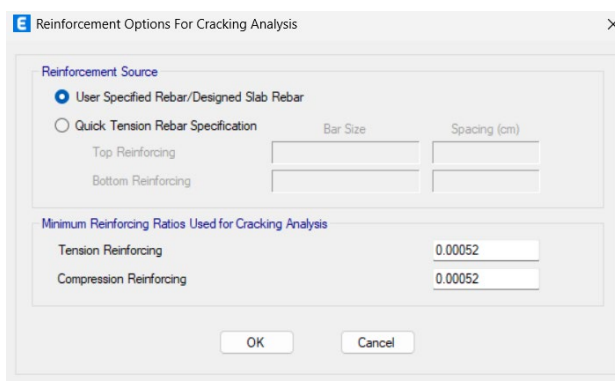 E Reinforcement Options For Cracking Analysis
Reinforcement Source
User Specified Rebar/Designed Slab Rebar
Quick Tension Rebar Specification Bar Size Spacing (cm)
Top Reinforcing
Bottom Reinforcing
Minimum Reinforcing Ratios Used for Cracking Analysis
Tension Reinforcing 0.00052
Compression Reinforcing 0.00052
OK Cancel